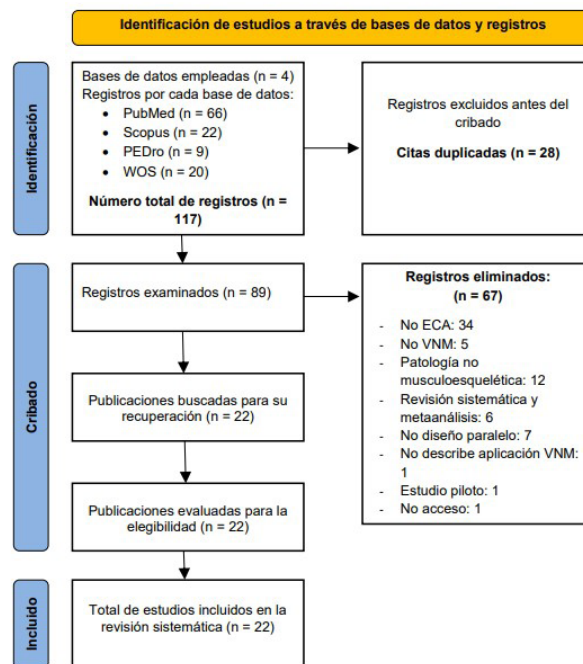 Identificación de estudios a través de bases de datos y registros
Identificación
Bases de datos empleadas (n = 4)
Registros por cada base de datos:
• PubMed (n = 66)
• Scopus (n = 22)
• PEDro (n = 9)
• WOS (n = 20)
Número total de registros (n =
117)
Registros excluidos antes del
cribado
Citas duplicadas (n = 28)
Cribado
Registros examinados (n = 89)
Registros eliminados:
(n = 67)
- No ECA: 34
- No VNM: 5
- Patología no
musculoesquelética: 12
- Revisión sistemática y
metaanálisis: 6
- No diseño paralelo: 7
- No describe aplicación VNM:
1
- Estudio piloto: 1
- No acceso: 1
Publicaciones buscadas para su
recuperación (n = 22)
Publicaciones evaluadas para la
elegibilidad (n = 22)
Incluido
Total de estudios incluidos en la
revisión sistemática (n = 22)